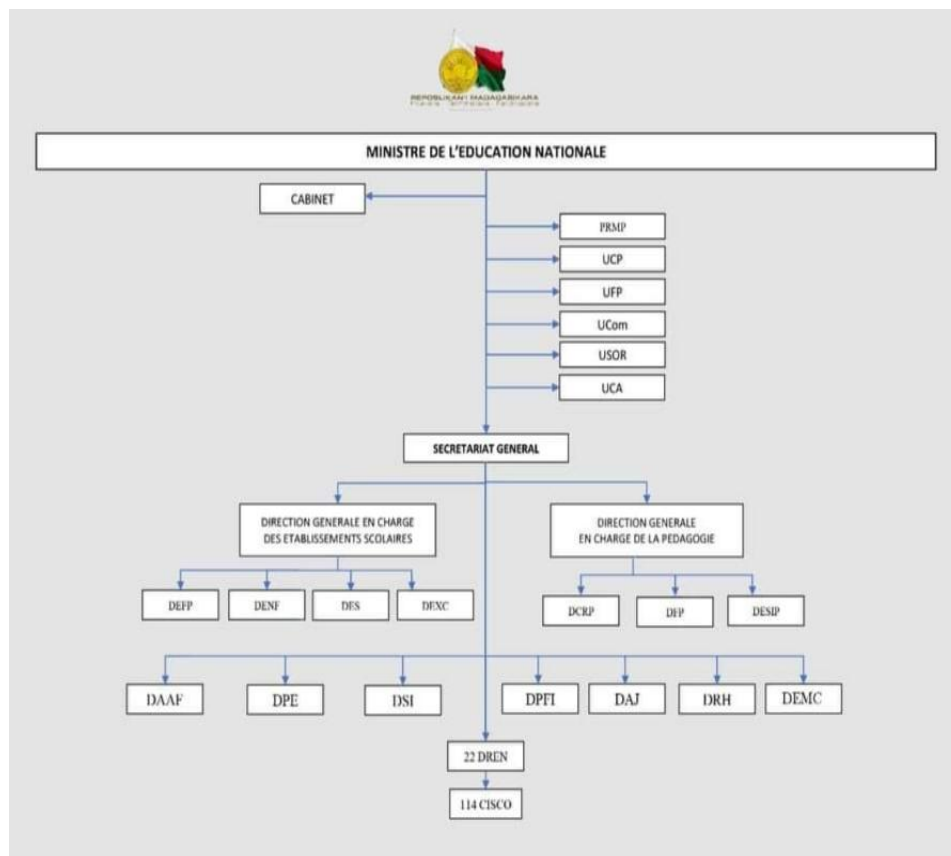 REPOBLIKAN'I MADAGASIKARA
MINISTRE DE L'EDUCATION NATIONALE
CABINET
PRMP
UCP
UFP
UCom
USOR
UCA
SECRETARIAT GENERAL
DIRECTION GENERALE EN CHARGE
DES ETABLISSEMENTS SCOLAIRES
DIRECTION GENERALE
EN CHARGE DE LA PEDAGOGIE
DEFP
DENF
DES
DEXC
DCRP
DFP
DESIP
DAAF
DPE
DSI
DPFI
DAJ
DRH
DEMC
22 DREN
114 CISCO